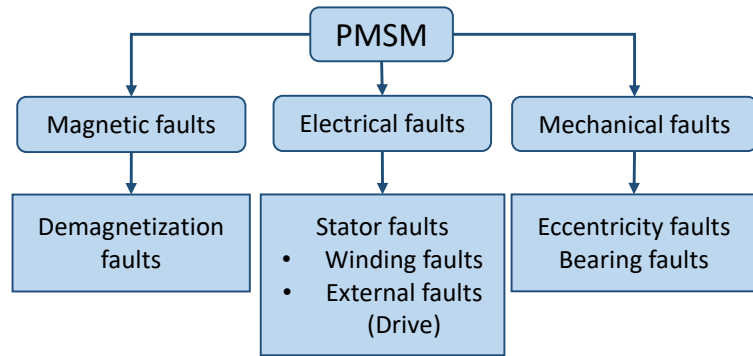 PMSM
Magnetic faults
Electrical faults
Mechanical faults
Demagnetization
faults
Stator faults
• Winding faults
• External faults
(Drive)
Eccentricity faults
Bearing faults